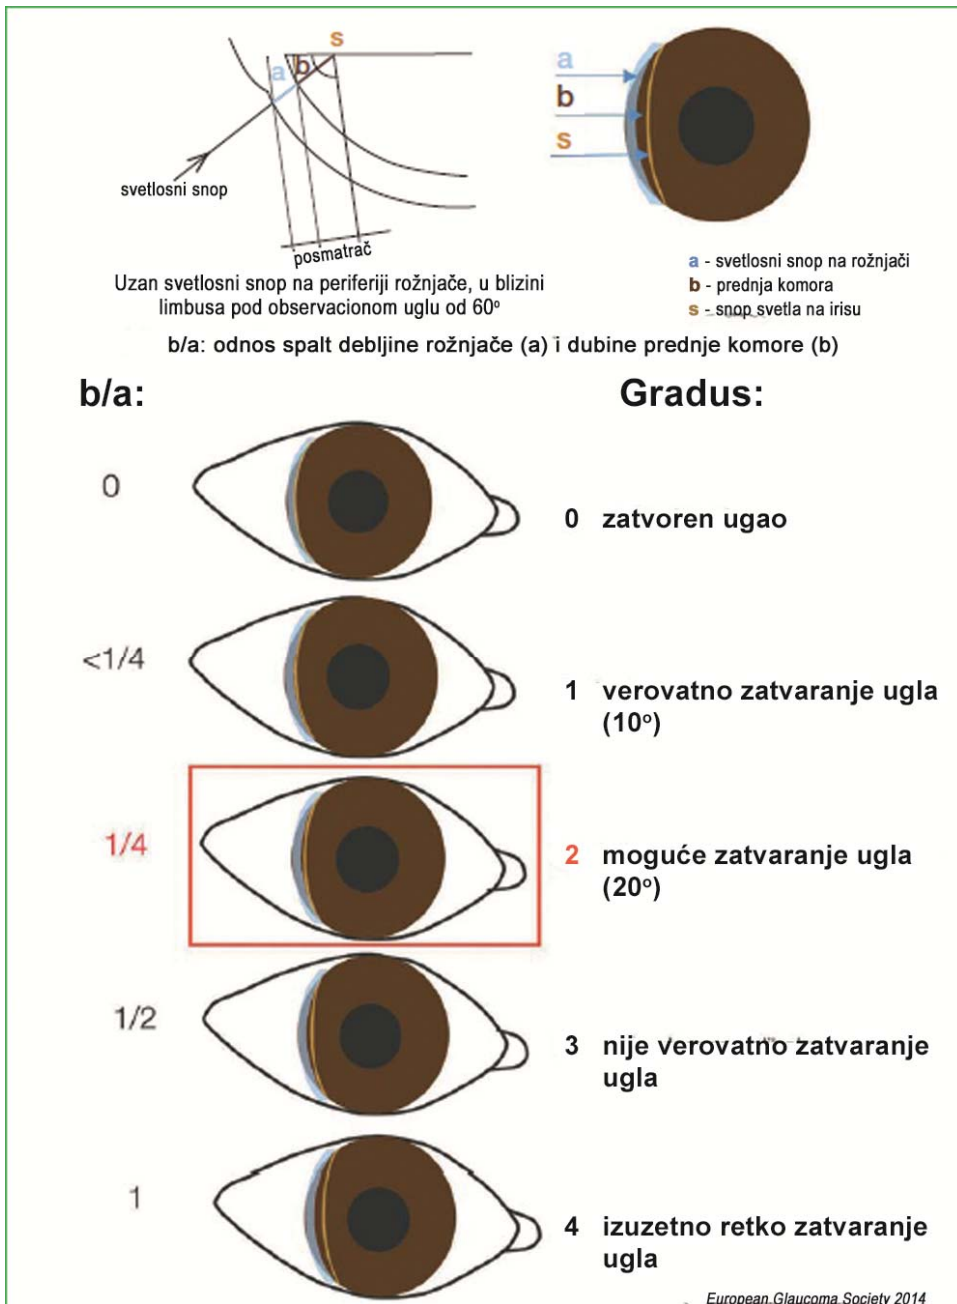 s
a
b
svetlosni snop
posmatrač
Uzan svetlosni snop na periferiji rožnjače, u blizini
limbusa pod observacionom uglu od 60º
a
b
s
a - svetlosni snop na rožnjači
b - prednja komora
s - snop svetla na irisu
b/a: odnos spalt debljine rožnjače (a) i dubine prednje komore (b)
b/a:
Gradus:
0
0 zatvoren ugao
<1/4
1 verovatno zatvaranje ugla
(10º)
1/4
2 moguće zatvaranje ugla
(20º)
1/2
3 nije verovatno zatvaranje
ugla
1
4 izuzetno retko zatvaranje
ugla
European Glaucoma Society 2014